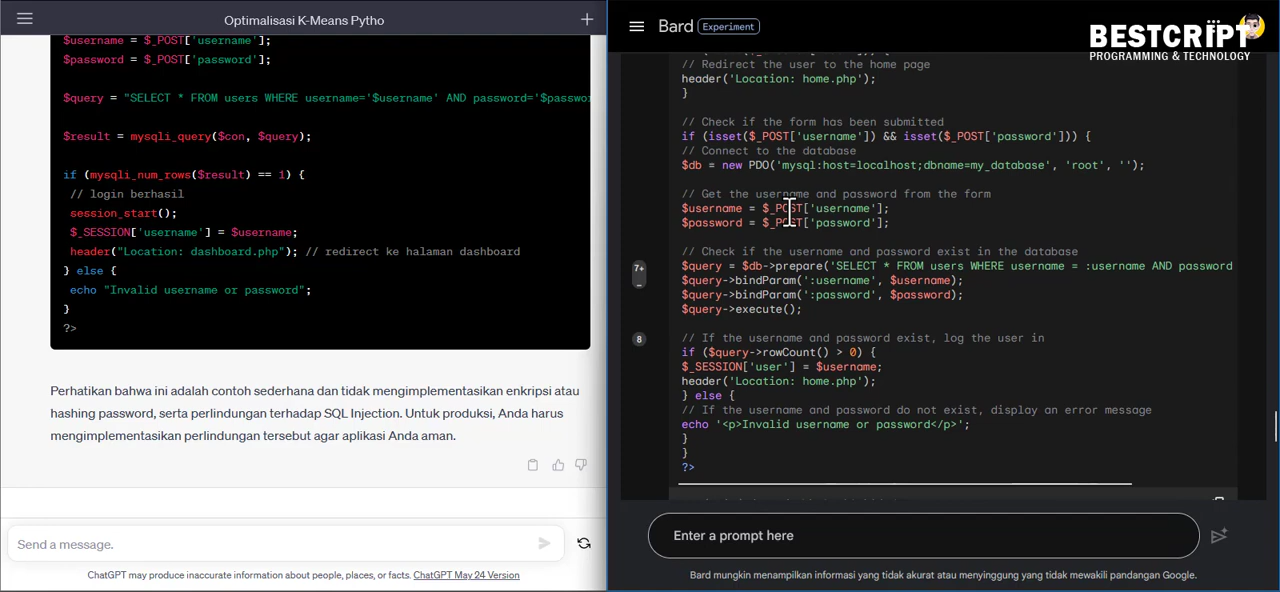 Optimalisasi K-Means Pytho
$username = $_POST['username'];
$password = $_POST['password'];
$query = "SELECT * FROM users WHERE username='$username' AND password='$passwor
$result = mysqli_query($con, $query);
if (mysqli_num_rows($result) == 1) {
// login berhasil
session_start();
$_SESSION['username'] = $username;
header("Location: dashboard.php"); // redirect ke halaman dashboard
} else {
echo "Invalid username or password";
}
?>
Perhatikan bahwa ini adalah contoh sederhana dan tidak mengimplementasikan enkripsi atau
hashing password, serta perlindungan terhadap SQL Injection. Untuk produksi, Anda harus
mengimplementasikan perlindungan tersebut agar aplikasi Anda aman.
Send a message.
ChatGPT may produce inaccurate information about people, places, or facts. ChatGPT May 24 Version
Bard Experiment
BESTCRIPT
PROGRAMMING & TECHNOLOGY
// Redirect the user to the home page
header('Location: home.php');
}
// Check if the form has been submitted
if (isset($_POST['username']) && isset($_POST['password'])) {
// Connect to the database
$db = new PDO('mysql:host=localhost;dbname=my_database', 'root', '');
// Get the username and password from the form
$username = $_POST['username'];
$password = $_POST['password'];
// Check if the username and password exist in the database
7+
$query = $db->prepare('SELECT * FROM users WHERE username = :username AND password
$query->bindParam(':username', $username);
$query->bindParam(':password', $password);
$query->execute();
8
// If the username and password exist, log the user in
if ($query->rowCount() > 0) {
$_SESSION['user'] = $username;
header('Location: home.php');
} else {
// If the username and password do not exist, display an error message
echo '<p>Invalid username or password</p>';
}
}
?>
Enter a prompt here
Bard mungkin menampilkan informasi yang tidak akurat atau menyinggung yang tidak mewakili pandangan Google.